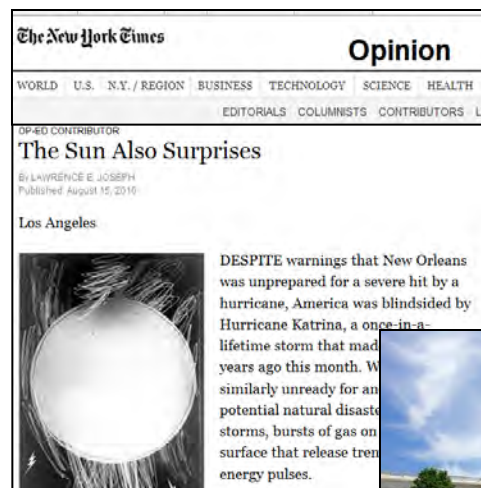 The New York Times
Opinion
WORLD U.S. N.Y. / REGION BUSINESS TECHNOLOGY SCIENCE HEALTH
EDITORIALS COLUMNISTS CONTRIBUTORS
OP-ED CONTRIBUTOR
The Sun Also Surprises
By LAWRENCE E. JOSEPH
Published: August 15, 2010
Los Angeles
DESPITE warnings that New Orleans
was unprepared for a severe hit by a
hurricane, America was blindsided by
Hurricane Katrina, a once-in-a-
lifetime storm that mad
years ago this month. W
similarly unready for an
potential natural disaste
storms, bursts of gas on
surface that release tren
energy pulses.